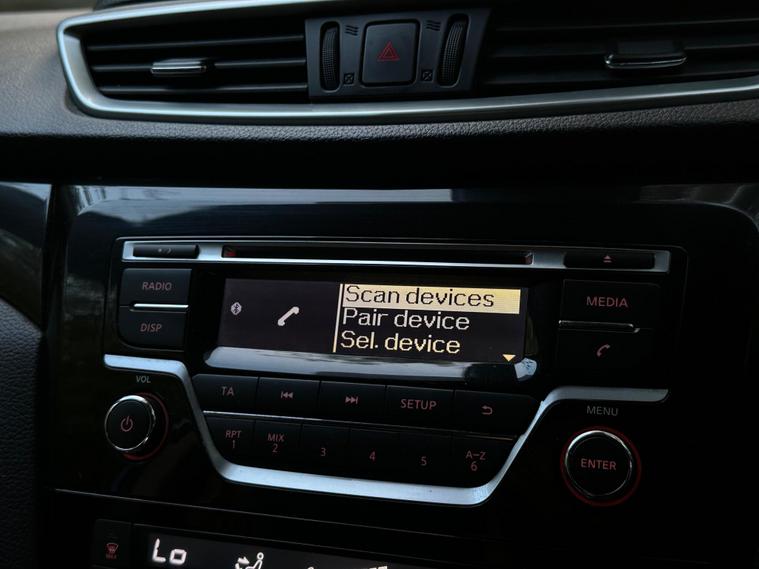 Scan devices
Pair device
Sel. device
RADIO
DISP
MEDIA
VOL
TA
SETUP
MENU
RPT
1
MIX
2
3
4
5
A-Z
6
ENTER
MAX
Lo